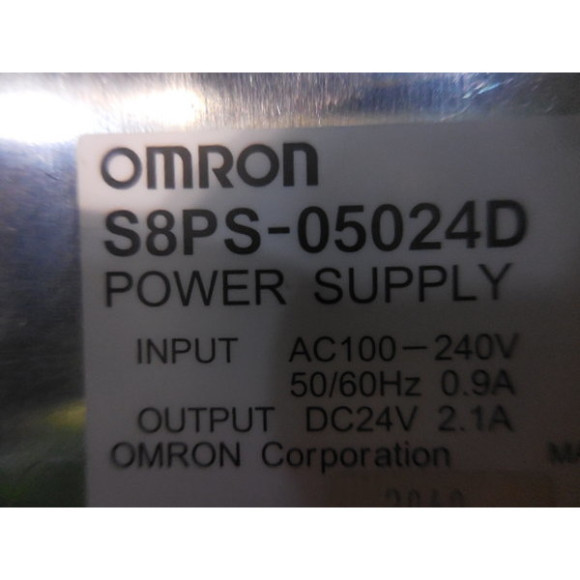 OMRON
S8PS-05024D
POWER SUPPLY
INPUT AC100-240V
50/60Hz 0.9A
OUTPUT DC24V 2.1A
OMRON Corporation